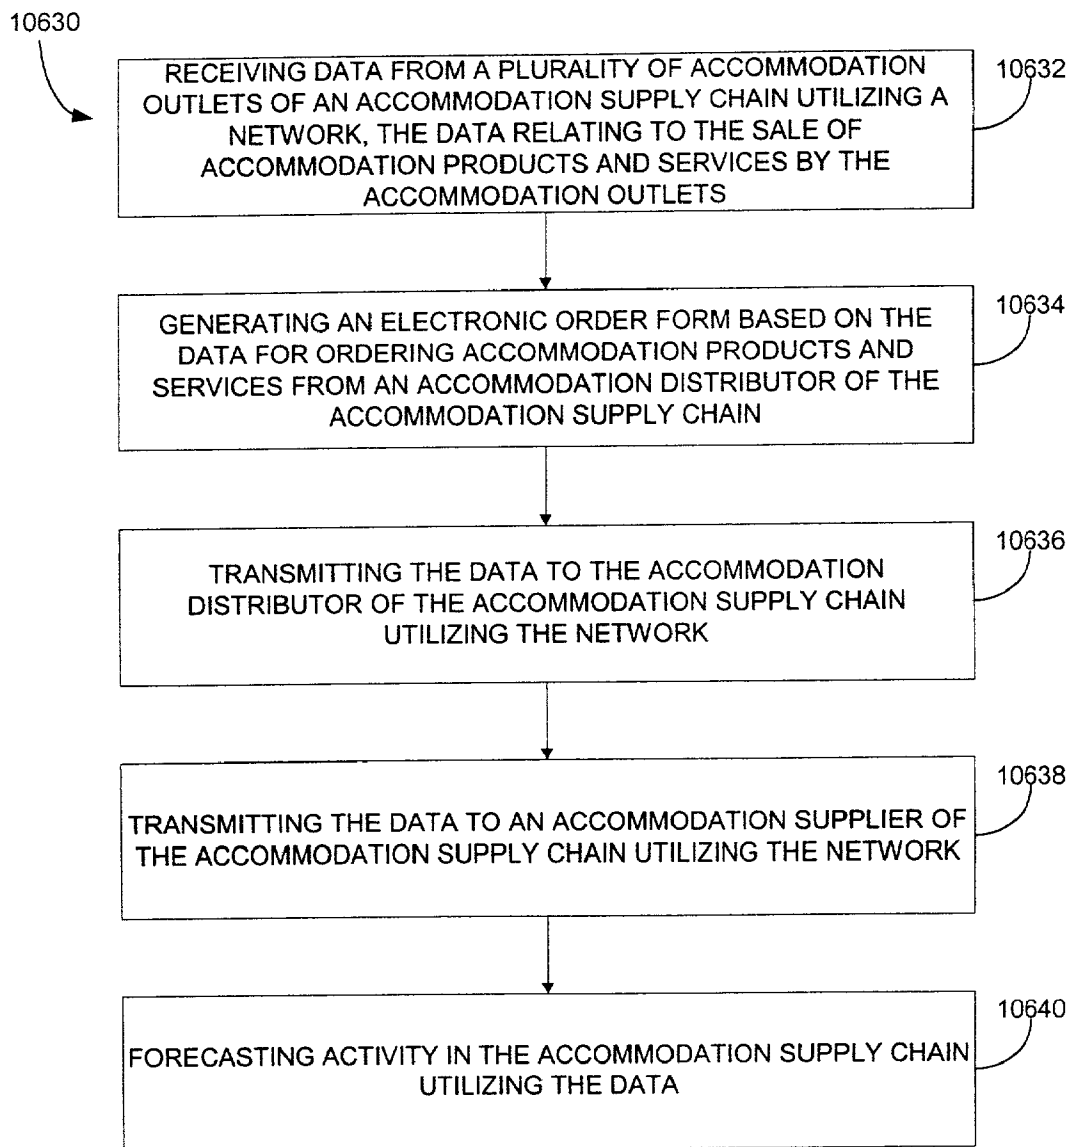 10630
RECEIVING DATA FROM A PLURALITY OF ACCOMMODATION
OUTLETS OF AN ACCOMMODATION SUPPLY CHAIN UTILIZING A
NETWORK, THE DATA RELATING TO THE SALE OF
ACCOMMODATION PRODUCTS AND SERVICES BY THE
ACCOMMODATION OUTLETS
10632
GENERATING AN ELECTRONIC ORDER FORM BASED ON THE
DATA FOR ORDERING ACCOMMODATION PRODUCTS AND
SERVICES FROM AN ACCOMMODATION DISTRIBUTOR OF THE
ACCOMMODATION SUPPLY CHAIN
10634
TRANSMITTING THE DATA TO THE ACCOMMODATION
DISTRIBUTOR OF THE ACCOMMODATION SUPPLY CHAIN
UTILIZING THE NETWORK
10636
TRANSMITTING THE DATA TO AN ACCOMMODATION SUPPLIER OF
THE ACCOMMODATION SUPPLY CHAIN UTILIZING THE NETWORK
10638
FORECASTING ACTIVITY IN THE ACCOMMODATION SUPPLY CHAIN
UTILIZING THE DATA
10640